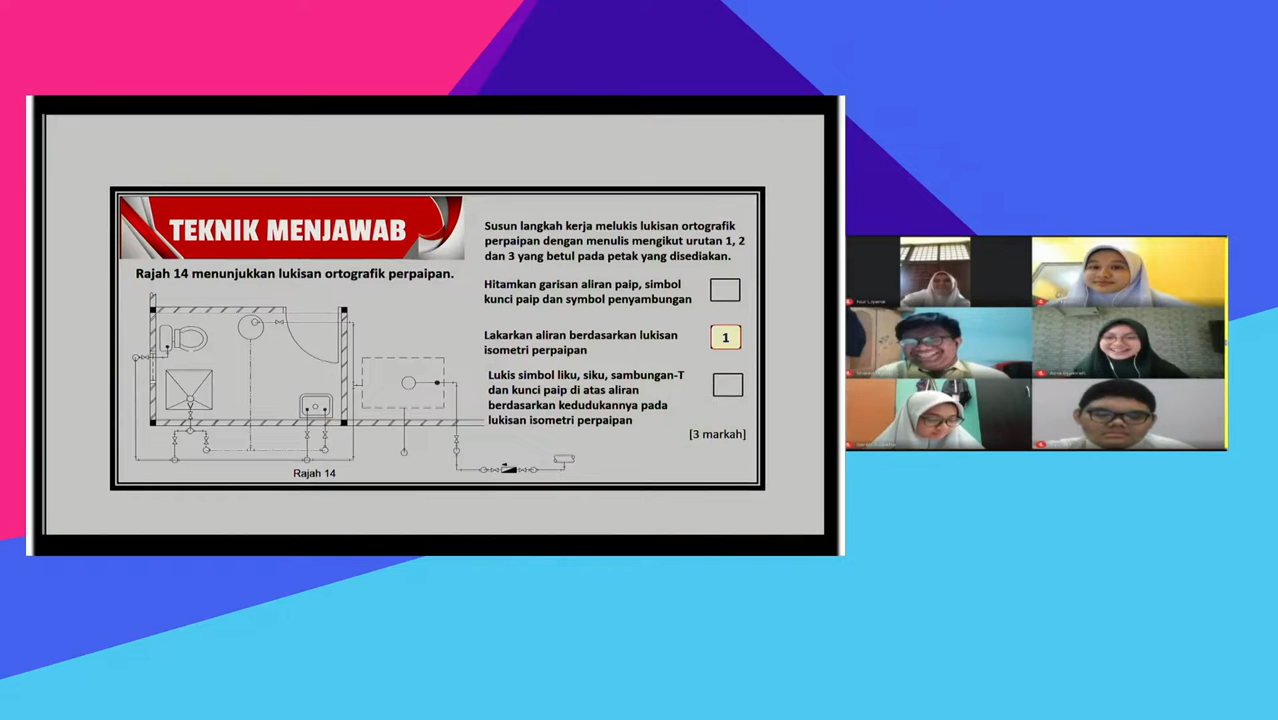 TEKNIK MENJAWAB
Rajah 14 menunjukkan lukisan ortografik perpaipan.
Rajah 14
Susun langkah kerja melukis lukisan ortografik
perpaipan dengan menulis mengikut urutan 1, 2
dan 3 yang betul pada petak yang disediakan.
Hitamkan garisan aliran paip, simbol
kunci paip dan symbol penyambungan
Lakarkan aliran berdasarkan lukisan
isometri perpaipan
1
Lukis simbol liku, siku, sambungan-T
dan kunci paip di atas aliran
berdasarkan kedudukannya pada
lukisan isometri perpaipan
[3 markah]